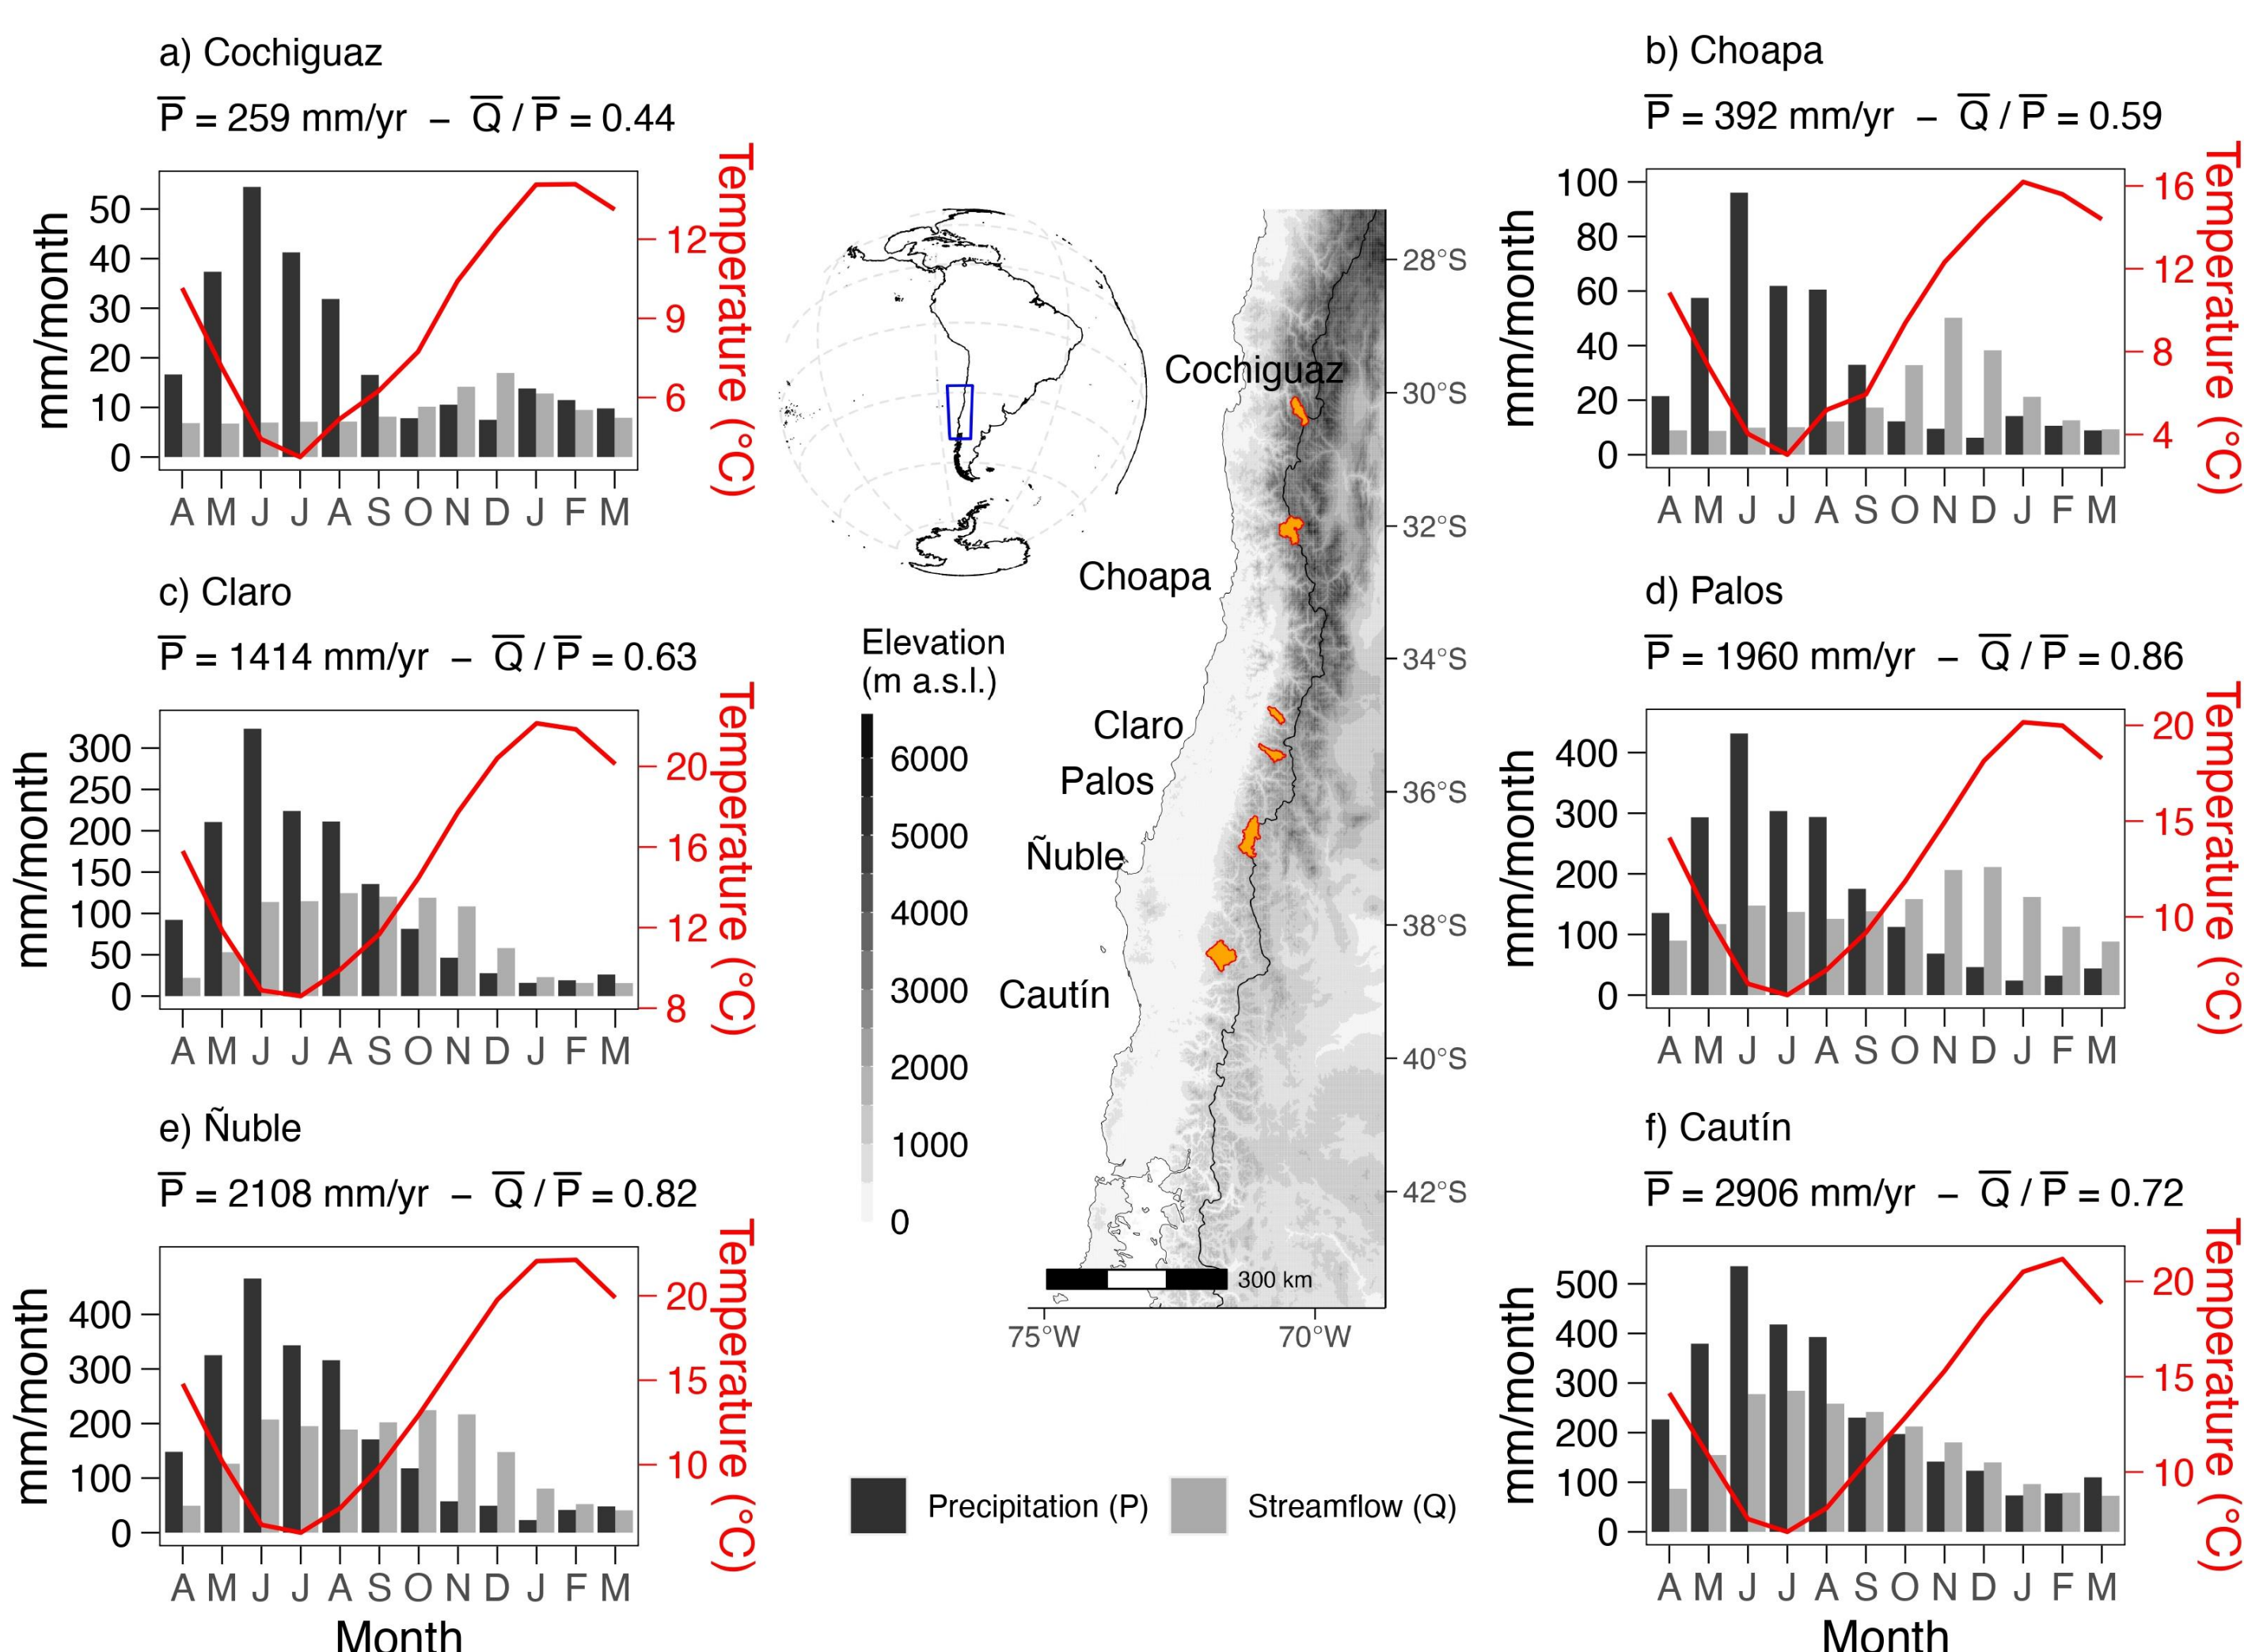 a) Cochiguaz
P = 259 mm/yr – Q / P = 0.44
mm/month
50
40
30
20
10
0
12
9
6
Temperature (°C)
A M J J A S O N D J F M
b) Choapa
P = 392 mm/yr – Q / P = 0.59
mm/month
100
80
60
40
20
0
16
12
8
4
Temperature (°C)
A M J J A S O N D J F M
c) Claro
P = 1414 mm/yr – Q / P = 0.63
mm/month
300
250
200
150
100
50
0
20
16
12
8
Temperature (°C)
A M J J A S O N D J F M
d) Palos
P = 1960 mm/yr – Q / P = 0.86
mm/month
400
300
200
100
0
20
15
10
Temperature (°C)
A M J J A S O N D J F M
e) Ñuble
P = 2108 mm/yr – Q / P = 0.82
mm/month
400
300
200
100
0
20
15
10
Temperature (°C)
A M J J A S O N D J F M
Month
f) Cautín
P = 2906 mm/yr – Q / P = 0.72
mm/month
500
400
300
200
100
0
20
15
10
Temperature (°C)
A M J J A S O N D J F M
Month
Cochiguaz
Choapa
Claro
Palos
Ñuble
Cautín
28°S
30°S
32°S
34°S
36°S
38°S
40°S
42°S
75°W 70°W
300 km
Elevation
(m a.s.l.)
6000
5000
4000
3000
2000
1000
0
Precipitation (P) Streamflow (Q)